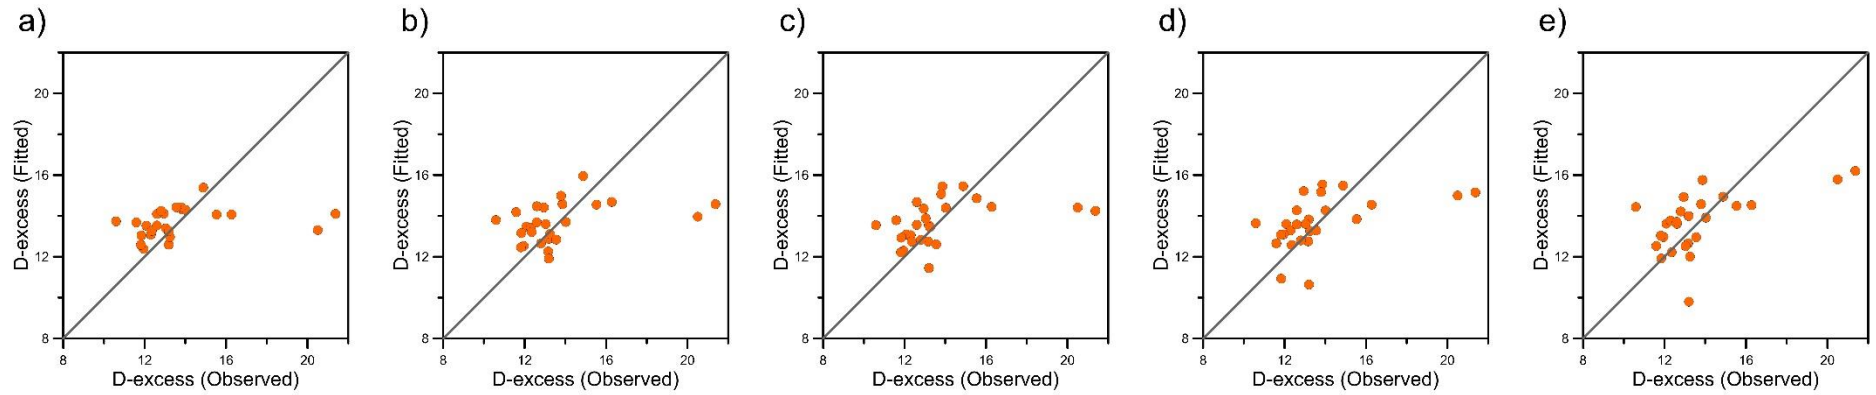 a) b) c) d) e)
20 20 20 20 20
16 16 16 16 16
12 12 12 12 12
8 8 8 8 8
D-excess (Fitted) D-excess (Fitted) D-excess (Fitted) D-excess (Fitted) D-excess (Fitted)
8 12 16 20 8 12 16 20 8 12 16 20 8 12 16 20 8 12 16 20
D-excess (Observed) D-excess (Observed) D-excess (Observed) D-excess (Observed) D-excess (Observed)